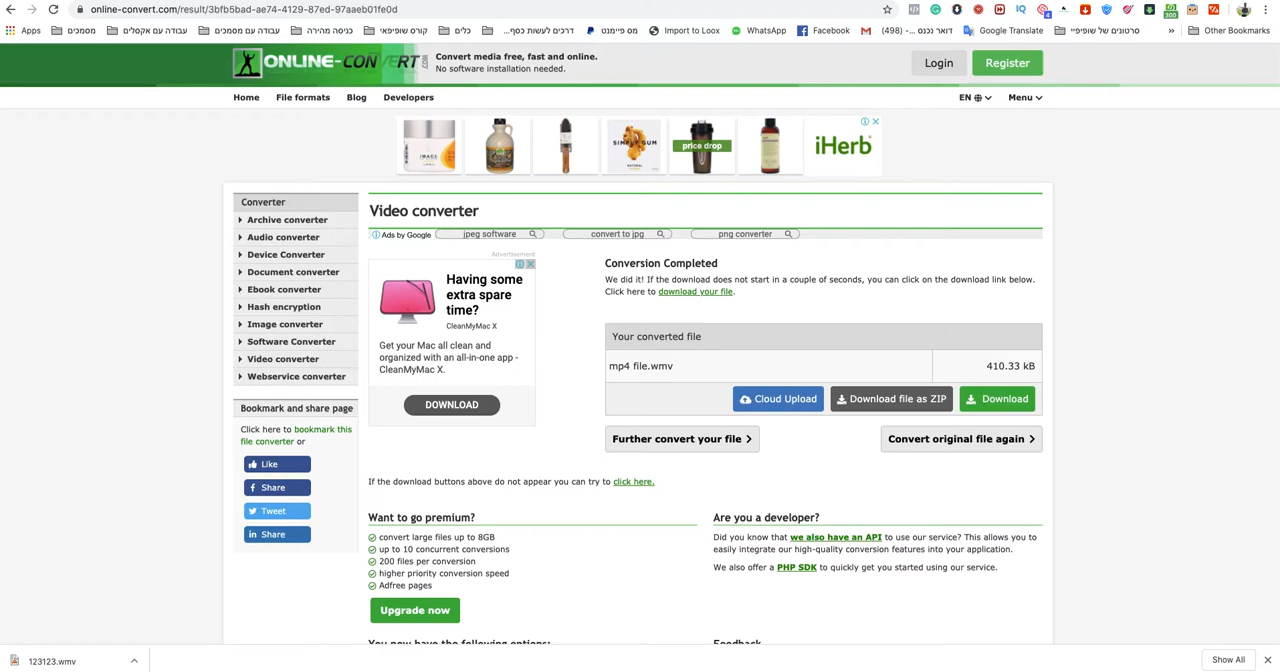 online-convert.com/result/3bfb5bad-ae74-4129-87ed-97aaeb01fe0d
Apps
מסמכים
עבודה עם אקסלים
עבודה עם מסמכים
כריסה מהירה
קורס שופיפאי
כלים
דרכים לעשות כסף...
מס פיימנט
Import to Loox
WhatsApp
Facebook
דואר נכנס - (498)...
Google Translate
סרטונים של שופיפיי
»
Other Bookmarks
ONLINE-CONVERT.COM
Convert media free, fast and online.
No software installation needed.
Login
Register
Home
File formats
Blog
Developers
EN
Menu
IMAGE
SIMPLY GUM
price drop
iHerb
Converter
Archive converter
Audio converter
Device Converter
Document converter
Ebook converter
Hash encryption
Image converter
Software Converter
Video converter
Webservice converter
Bookmark and share page
Click here to bookmark this
file converter or
Like
Share
Tweet
Share
Video converter
Ads by Google
jpeg software
convert to jpg
png converter
Advertisement
Having some
extra spare
time?
CleanMyMac X
Get your Mac all clean and
organized with an all-in-one app -
CleanMyMac X.
DOWNLOAD
Conversion Completed
We did it! If the download does not start in a couple of seconds, you can click on the download link below.
Click here to download your file.
Your converted file
mp4 file.wmv
410.33 kB
Cloud Upload
Download file as ZIP
Download
Further convert your file
Convert original file again
If the download buttons above do not appear you can try to click here.
Want to go premium?
convert large files up to 8GB
up to 10 concurrent conversions
200 files per conversion
higher priority conversion speed
Adfree pages
Upgrade now
Are you a developer?
Did you know that we also have an API to use our service? This allows you to
easily integrate our high-quality conversion features into your application.
We also offer a PHP SDK to quickly get you started using our service.
You now have the following options:
Feedback
123123.wmv
Show All